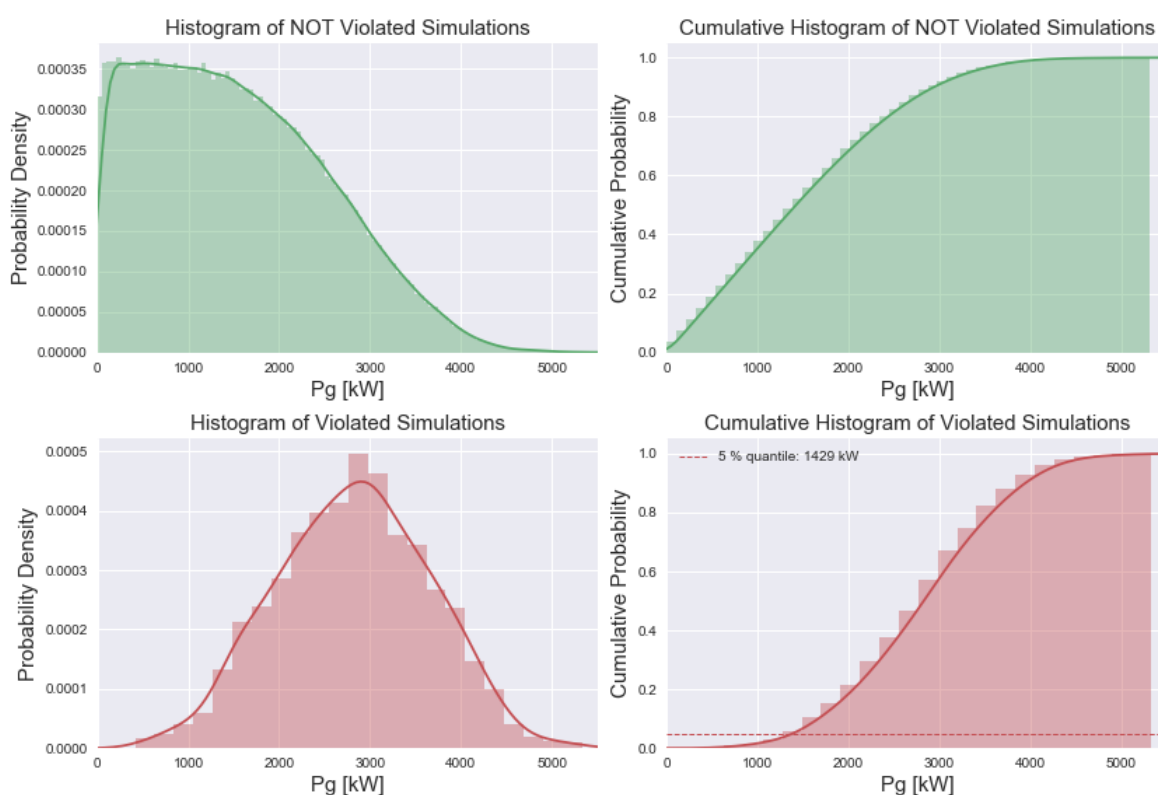 Histogram of NOT Violated Simulations
Probability Density
0.00035
0.00030
0.00025
0.00020
0.00015
0.00010
0.00005
0.00000
0 1000 2000 3000 4000 5000
Pg [kW]
Cumulative Histogram of NOT Violated Simulations
Cumulative Probability
1.0
0.8
0.6
0.4
0.2
0.0
0 1000 2000 3000 4000 5000
Pg [kW]
Histogram of Violated Simulations
Probability Density
0.0005
0.0004
0.0003
0.0002
0.0001
0.0000
0 1000 2000 3000 4000 5000
Pg [kW]
Cumulative Histogram of Violated Simulations
Cumulative Probability
1.0
5 % quantile: 1429 kW
0.8
0.6
0.4
0.2
0.0
0 1000 2000 3000 4000 5000
Pg [kW]